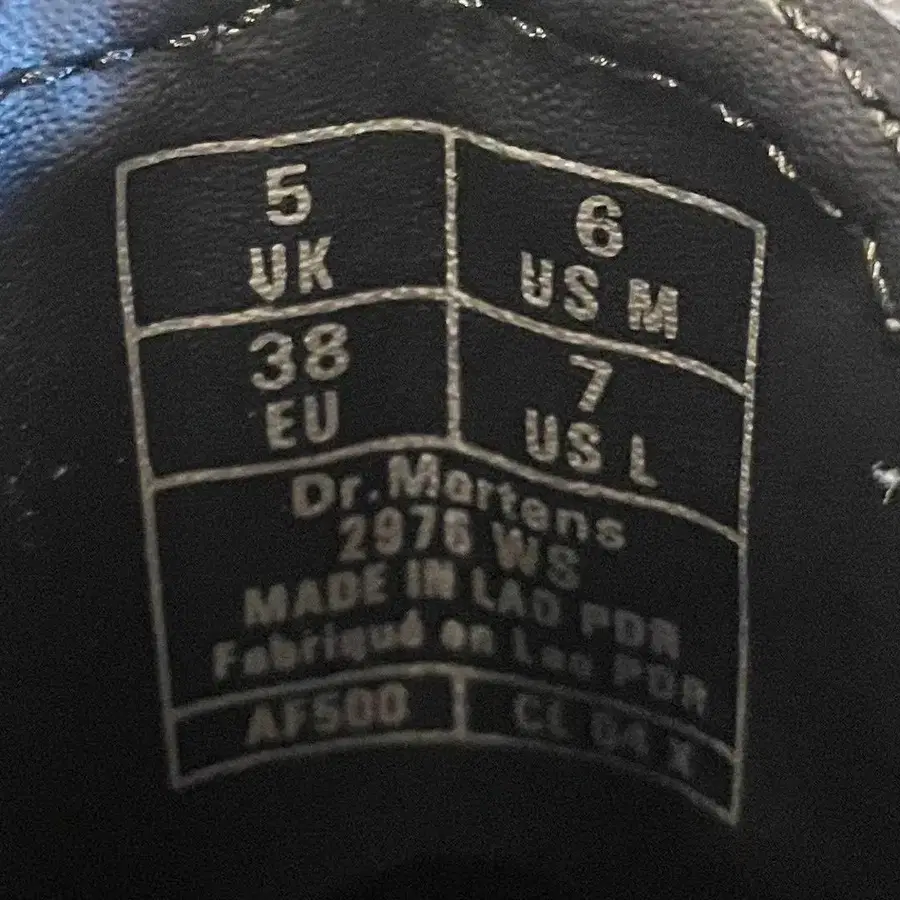 5
UK
6
US M
38
EU
7
US L
Dr. Martens
2976 WS
MADE IN LAO PDR
Fabriqué en Lao PDR
AF500
CL 04 X